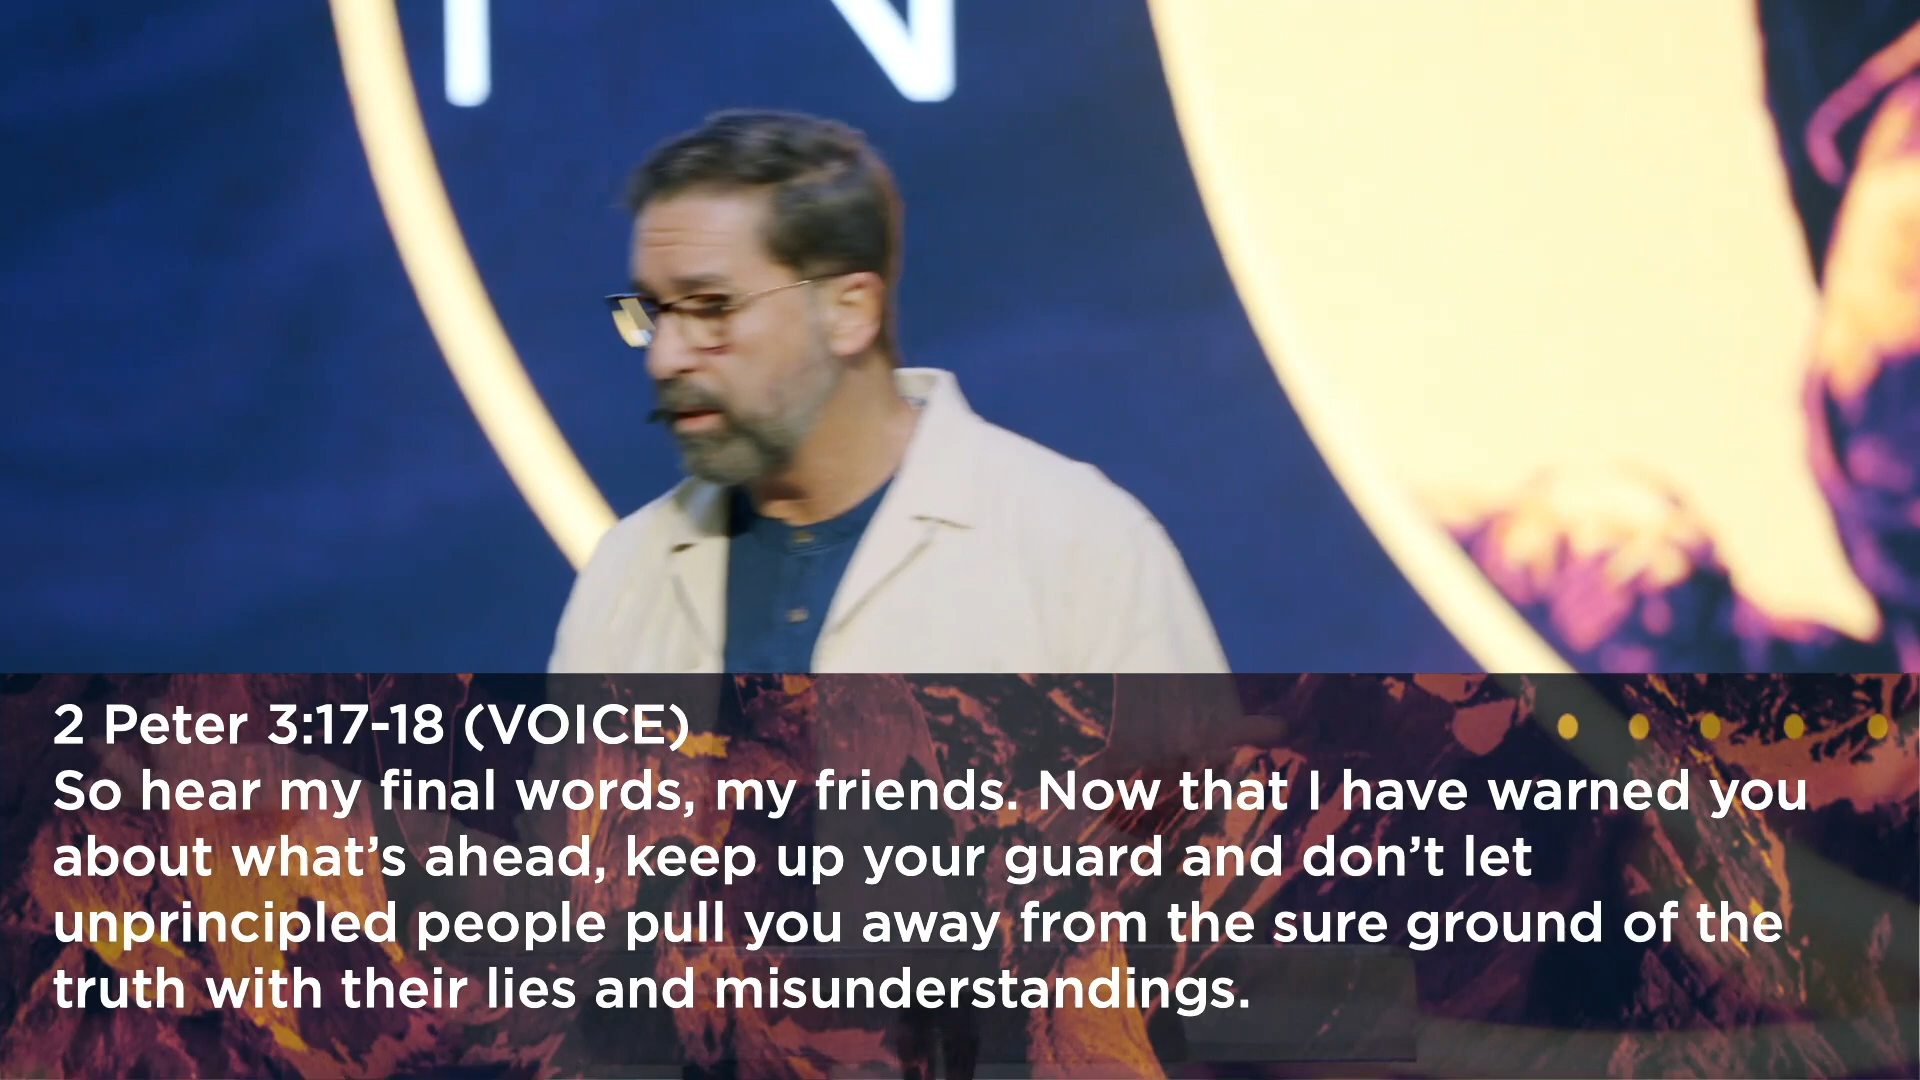 I N
2 Peter 3:17-18 (VOICE)
So hear my final words, my friends. Now that I have warned you
about what’s ahead, keep up your guard and don’t let
unprincipled people pull you away from the sure ground of the
truth with their lies and misunderstandings.